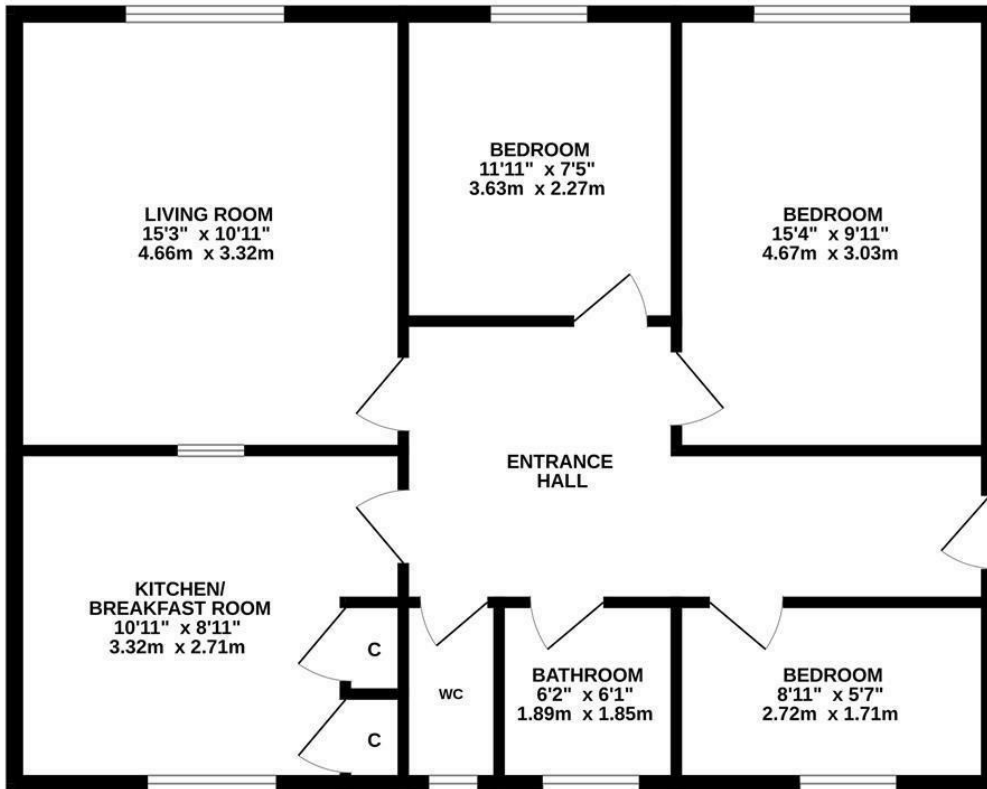 BEDROOM
11'11" x 7'5"
3.63m x 2.27m
LIVING ROOM
15'3" x 10'11"
4.66m x 3.32m
BEDROOM
15'4" x 9'11"
4.67m x 3.03m
ENTRANCE
HALL
KITCHEN/
BREAKFAST ROOM
10'11" x 8'11"
3.32m x 2.71m
C
C
WC
BATHROOM
6'2" x 6'1"
1.89m x 1.85m
BEDROOM
8'11" x 5'7"
2.72m x 1.71m